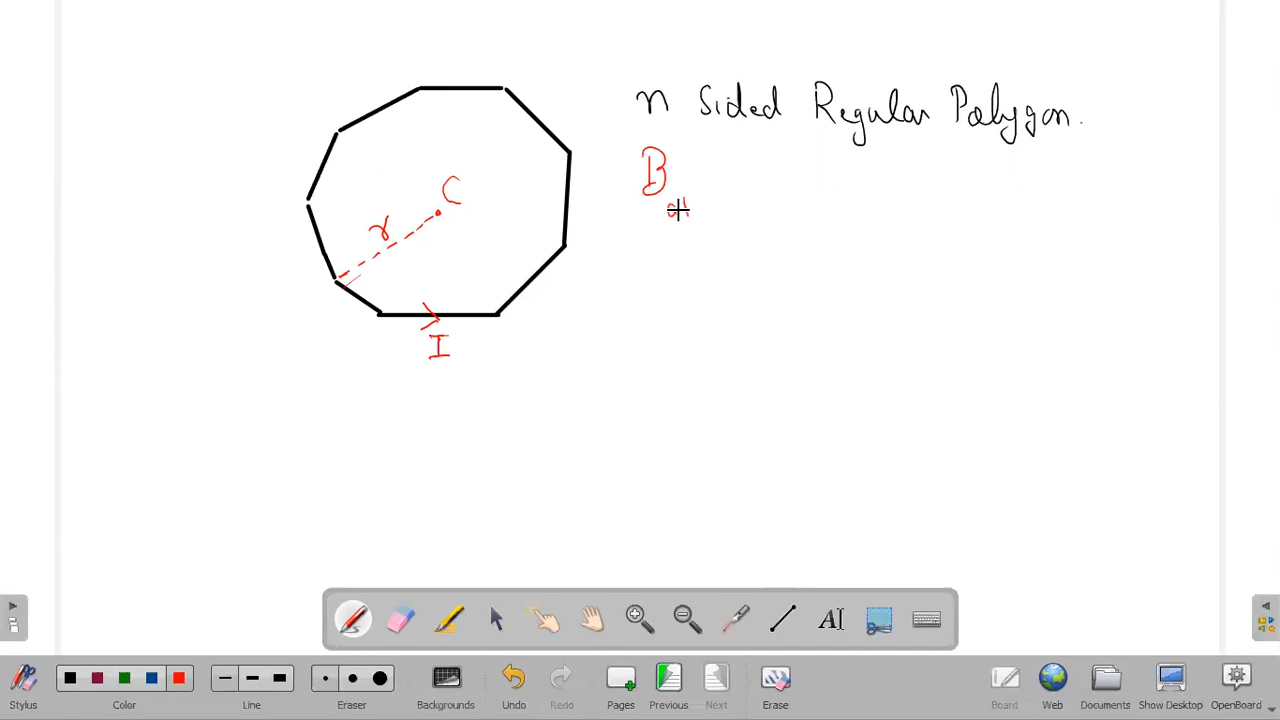 n Sided Regular Polygon.
B
C
r
I
Stylus
Color
Line
Eraser
Backgrounds
Undo
Redo
Pages
Previous
Next
Erase
Board
Web
Documents
Show Desktop
OpenBoard